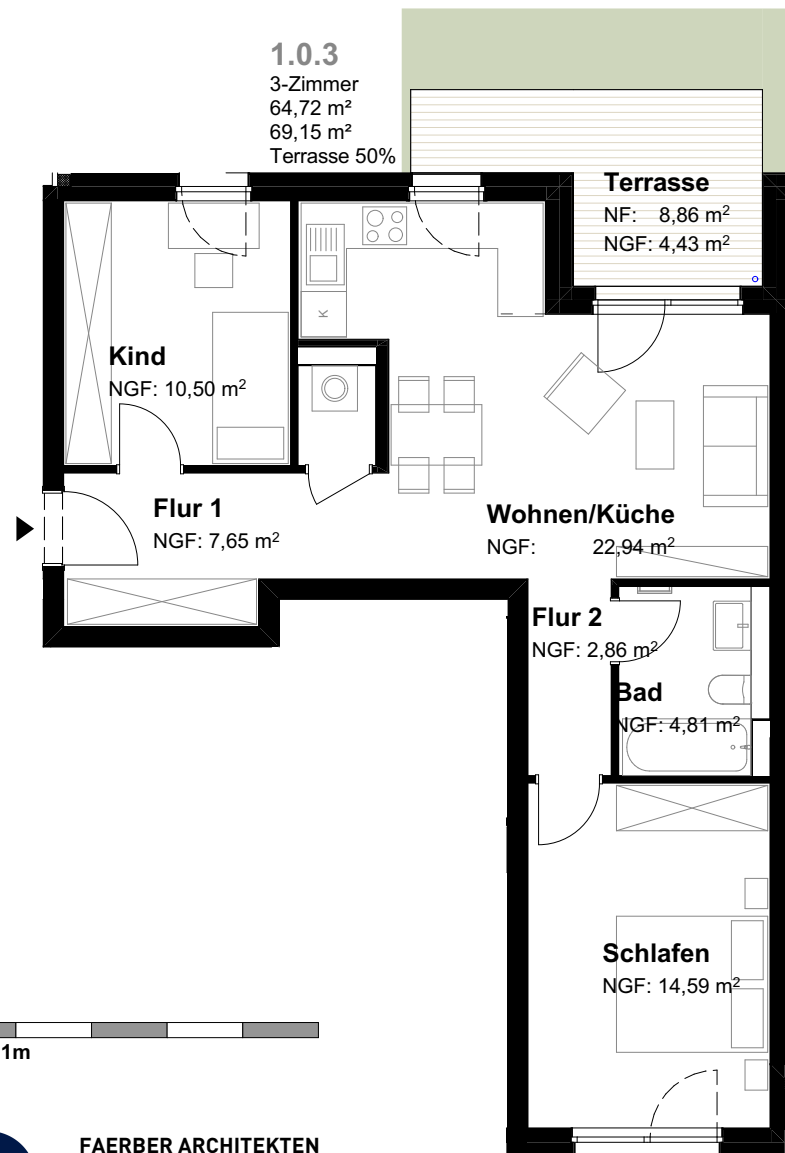 1.0.3
3-Zimmer
64,72 m²
69,15 m²
Terrasse 50%
Terrasse
NF: 8,86 m²
NGF: 4,43 m²
K
Kind
NGF: 10,50 m²
Flur 1
NGF: 7,65 m²
Wohnen/Küche
NGF: 22,94 m²
Flur 2
NGF: 2,86 m²
Bad
NGF: 4,81 m²
Schlafen
NGF: 14,59 m²
1m
FAERBER ARCHITEKTEN